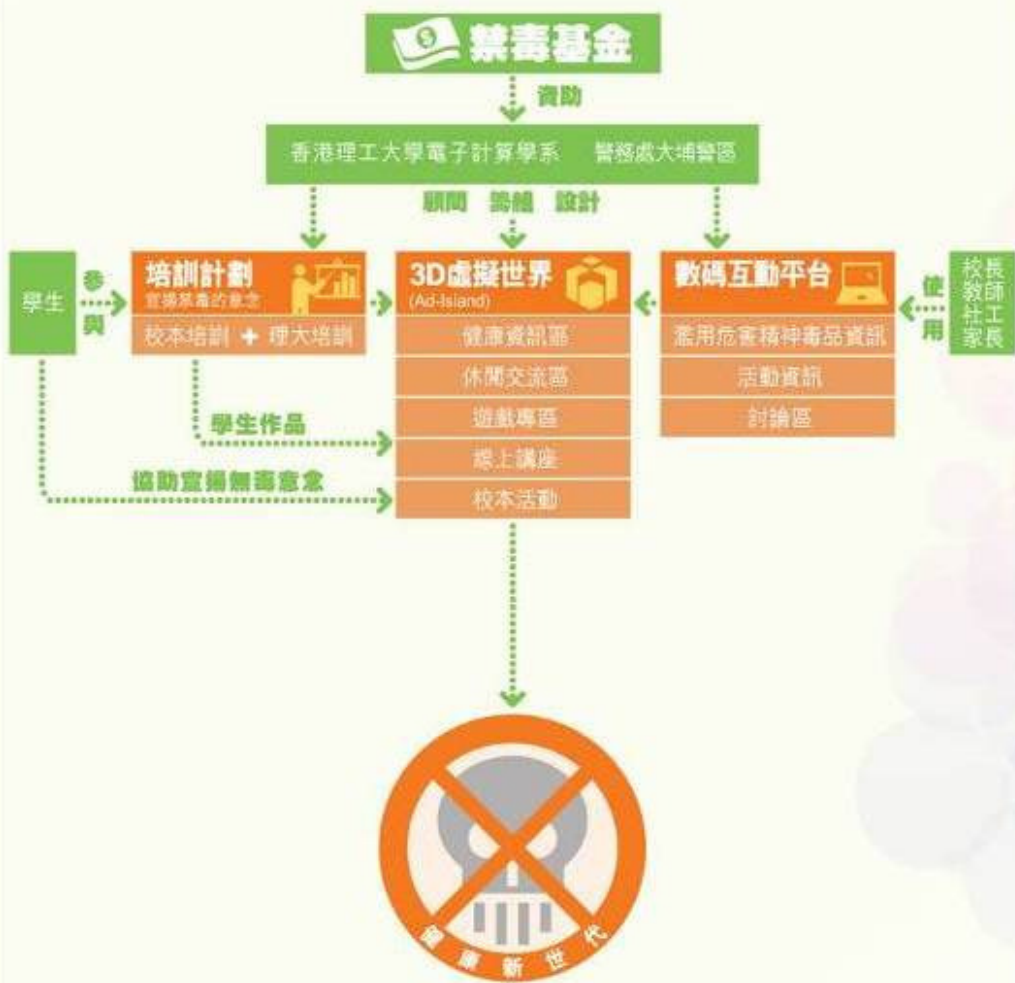 禁毒基金
資助
香港理工大學電子計算學系 警務處大埔警區
顧問 籌組 設計
學生
參與
培訓計劃
宣揚禁毒的意念
校本培訓 + 理大培訓
3D虛擬世界
(Ad-Island)
健康資訊區
休閒交流區
遊戲專區
線上講座
校本活動
數碼互動平台
濫用危害精神毒品資訊
活動資訊
討論區
使用
校長
教師
社工
家長
學生作品
協助宣揚無毒意念
健康新世代